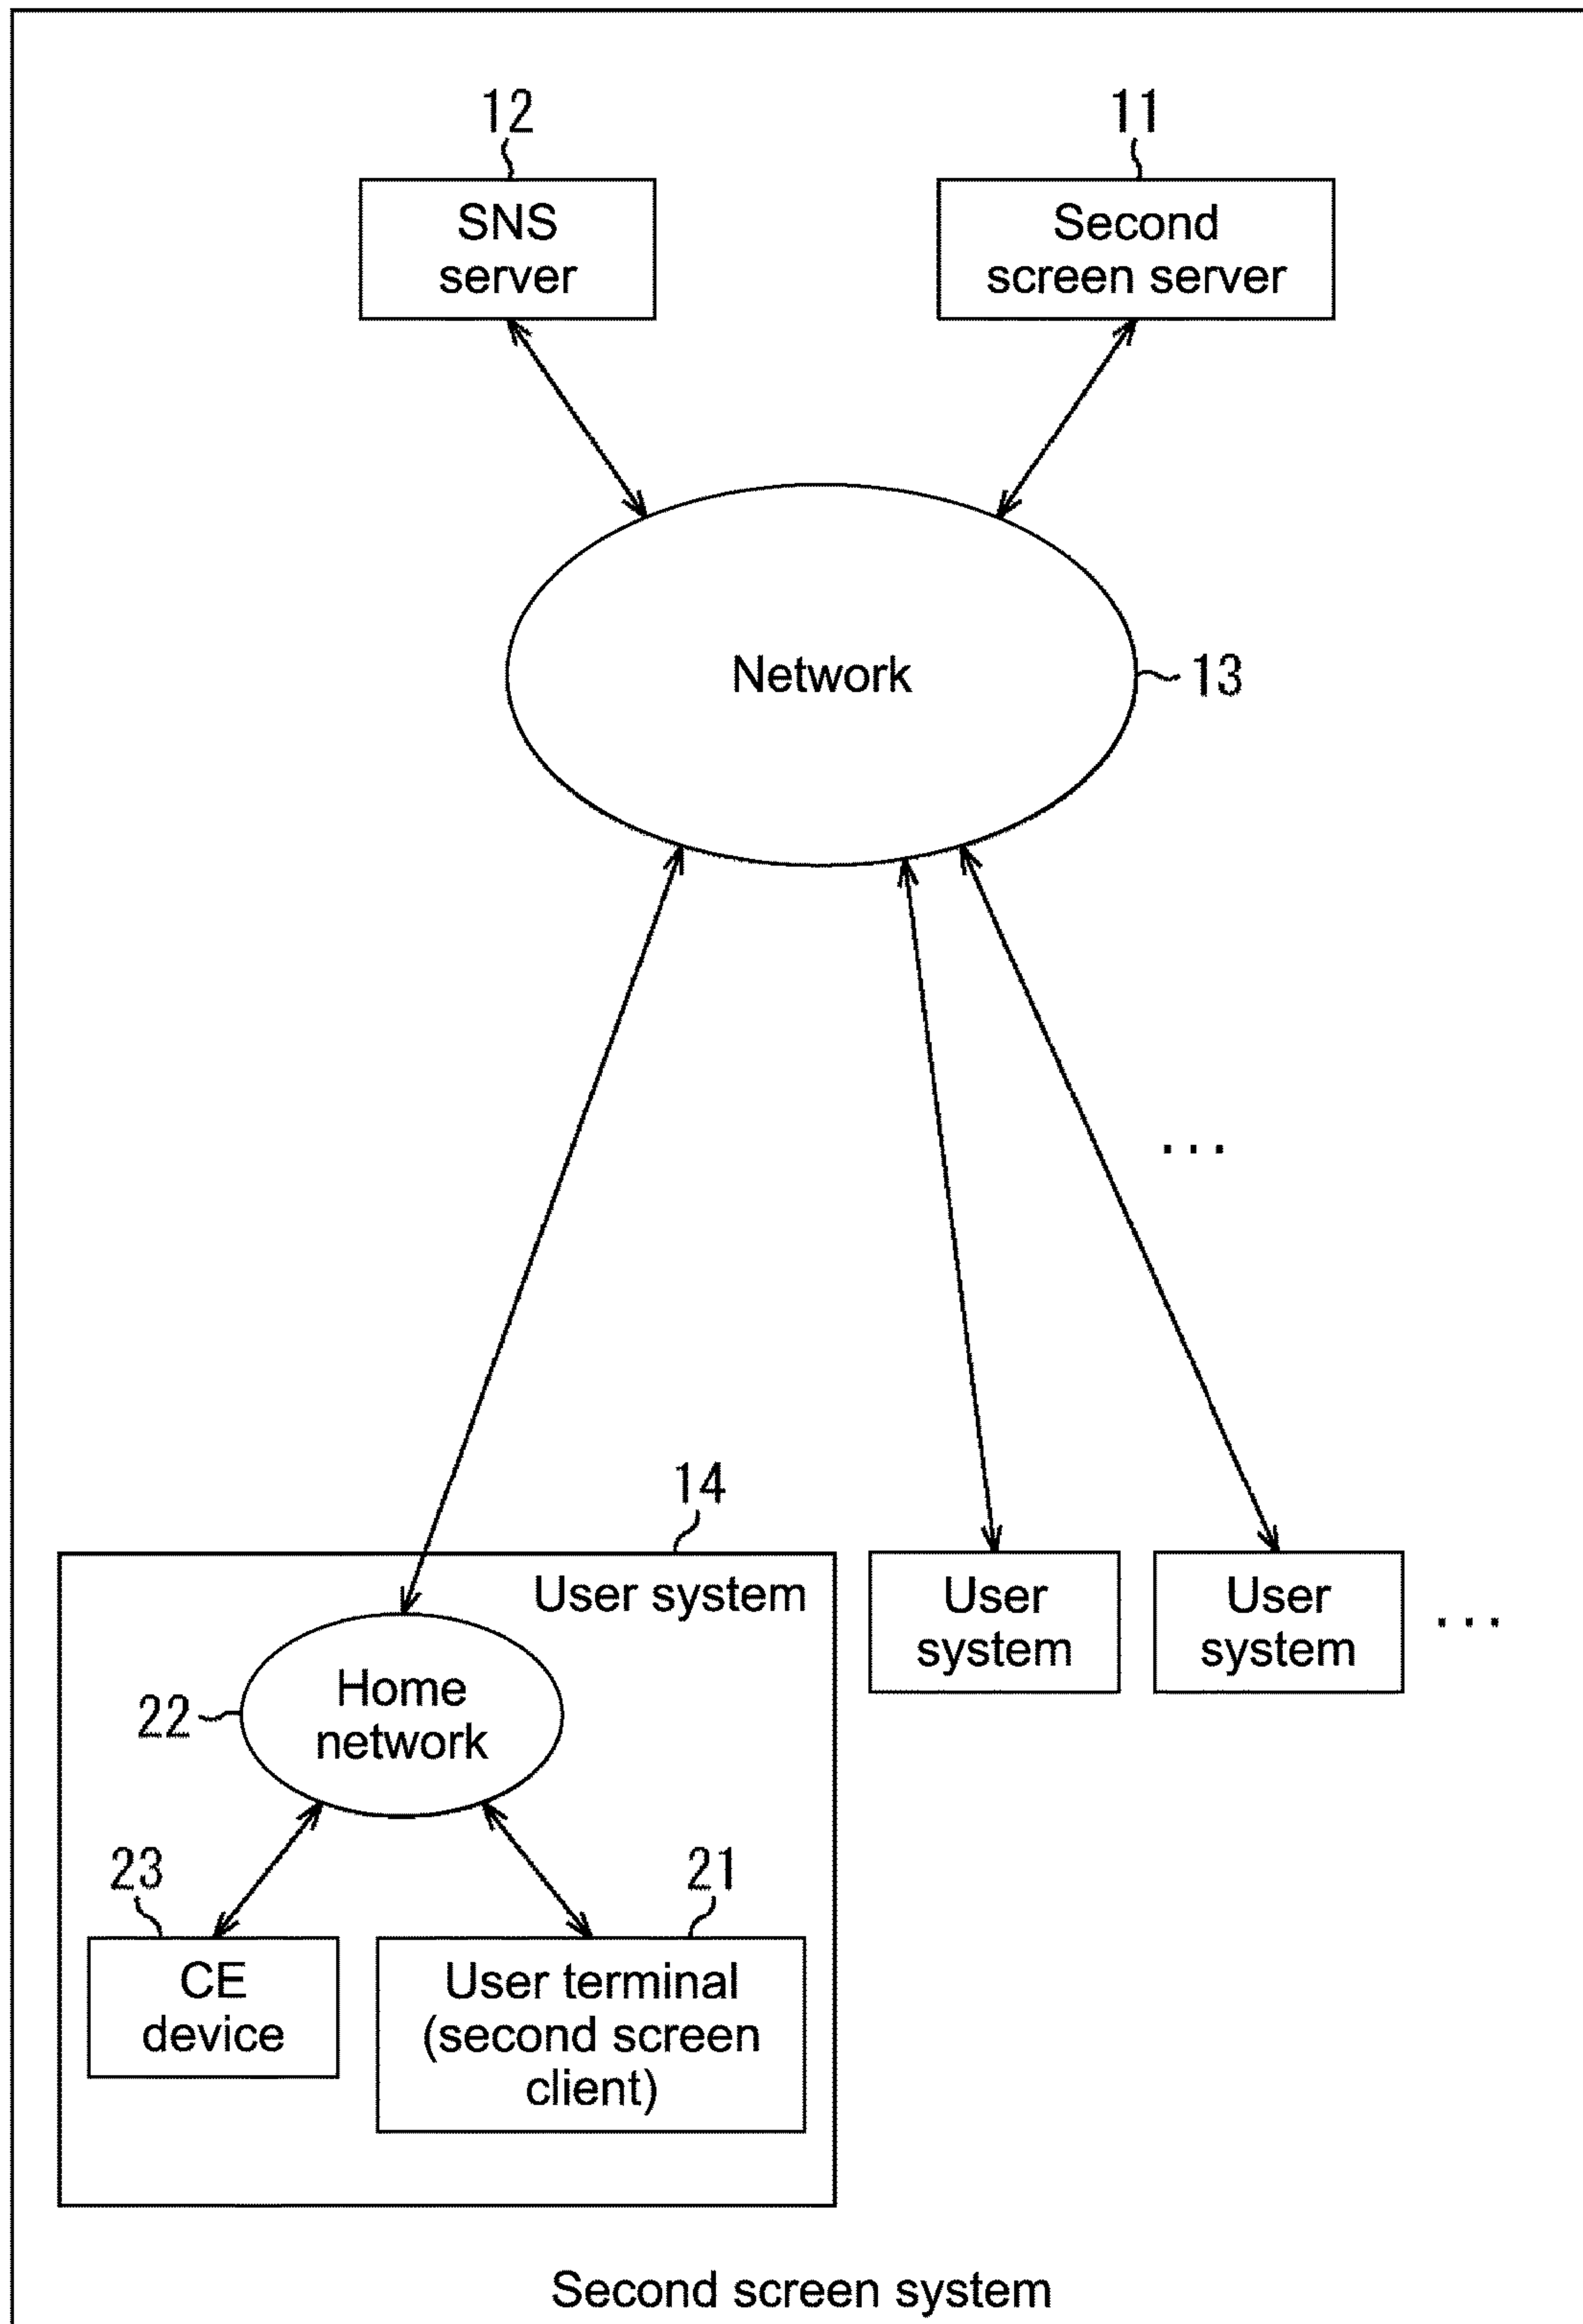 12
11
SNS
server
Second
screen server
Network
13
...
14
User system
User
system
User
system
...
Home
network
22
23
21
CE
device
User terminal
(second screen
client)
Second screen system